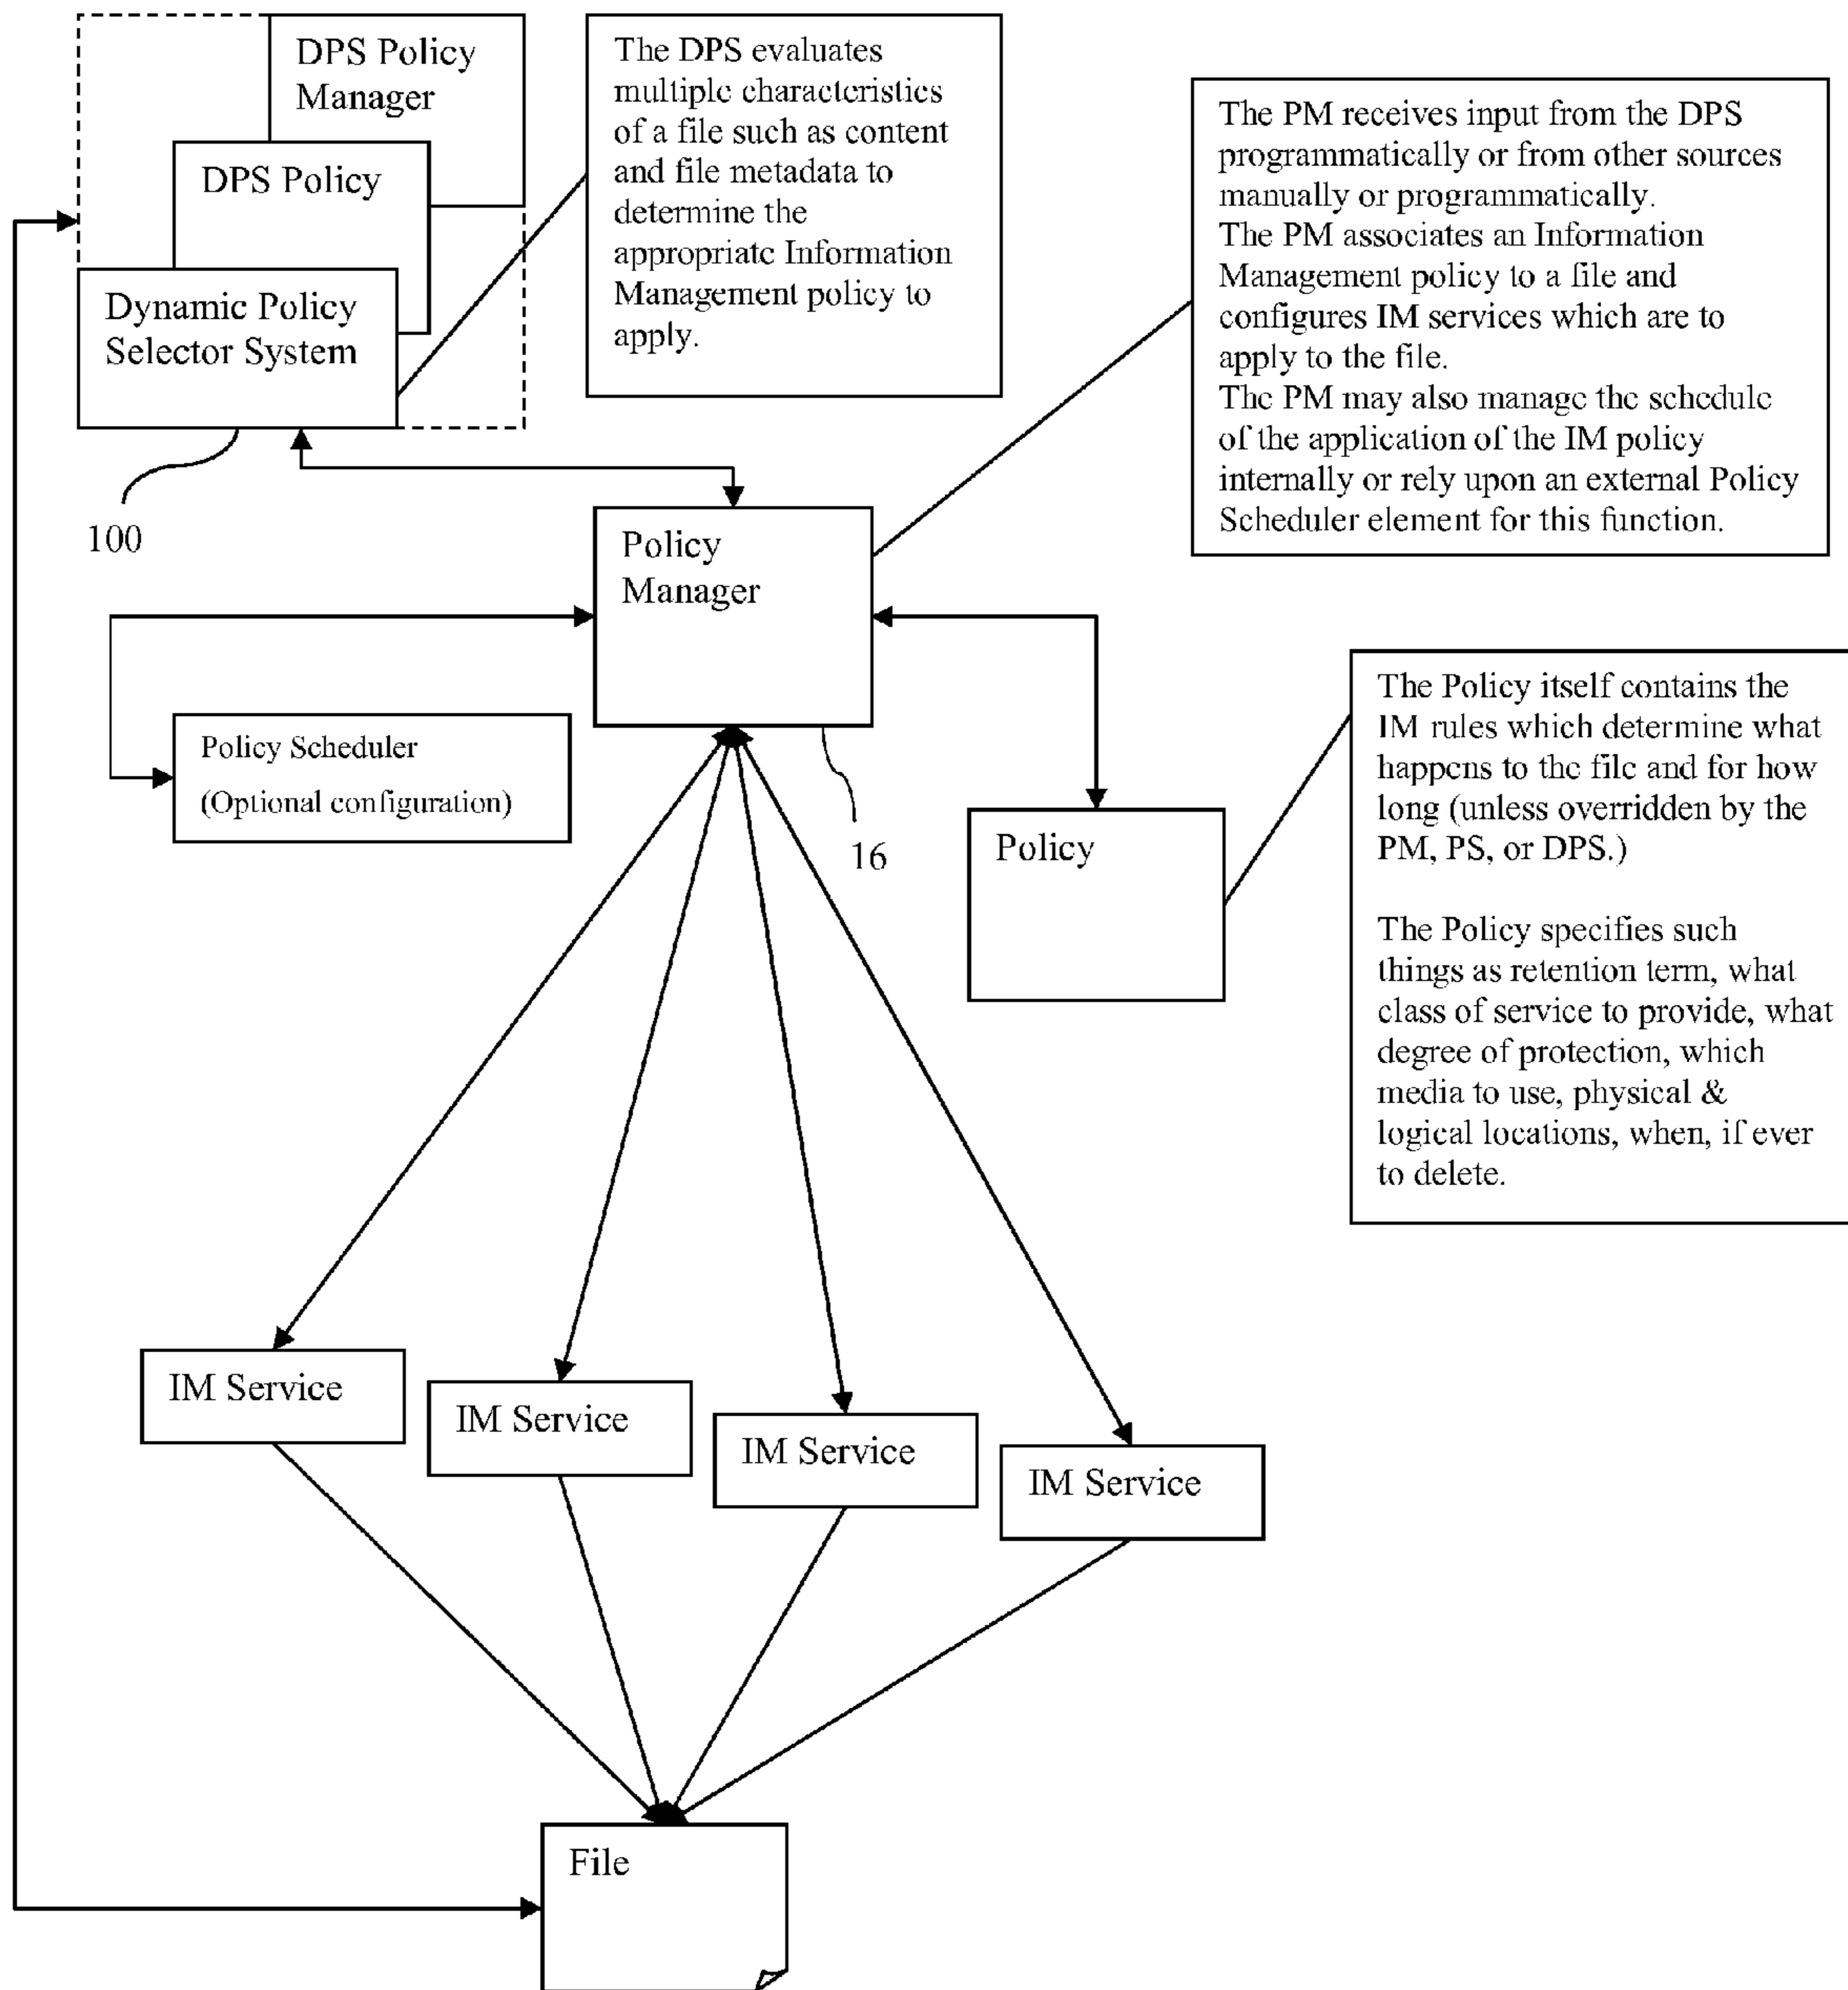 DPS Policy
Manager
DPS Policy
Dynamic Policy
Selector System
100
The DPS evaluates
multiple characteristics
of a file such as content
and file metadata to
determine the
appropriate Information
Management policy to
apply.
The PM receives input from the DPS
programmatically or from other sources
manually or programmatically.
The PM associates an Information
Management policy to a file and
configures IM services which are to
apply to the file.
The PM may also manage the schedule
of the application of the IM policy
internally or rely upon an external Policy
Scheduler element for this function.
Policy
Manager
16
Policy Scheduler
(Optional configuration)
Policy
The Policy itself contains the
IM rules which determine what
happens to the file and for how
long (unless overridden by the
PM, PS, or DPS.)
The Policy specifies such
things as retention term, what
class of service to provide, what
degree of protection, which
media to use, physical &
logical locations, when, if ever
to delete.
IM Service
IM Service
IM Service
IM Service
File